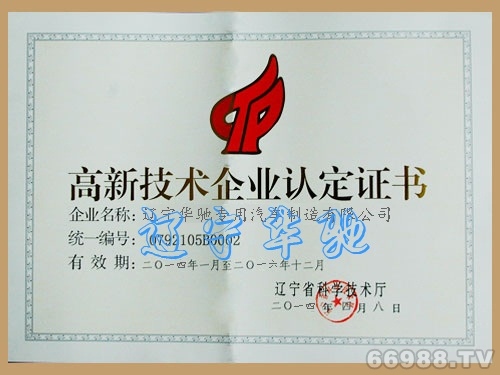 高新技术企业认定证书
企业名称：辽宁华驰专用汽车制造有限公司
统一编号：0792105B0002
辽宁华驰
有效期：二〇一四年一月至二〇一六年十二月
辽宁省科学技术厅
二〇一四年四月八日
66988.TV